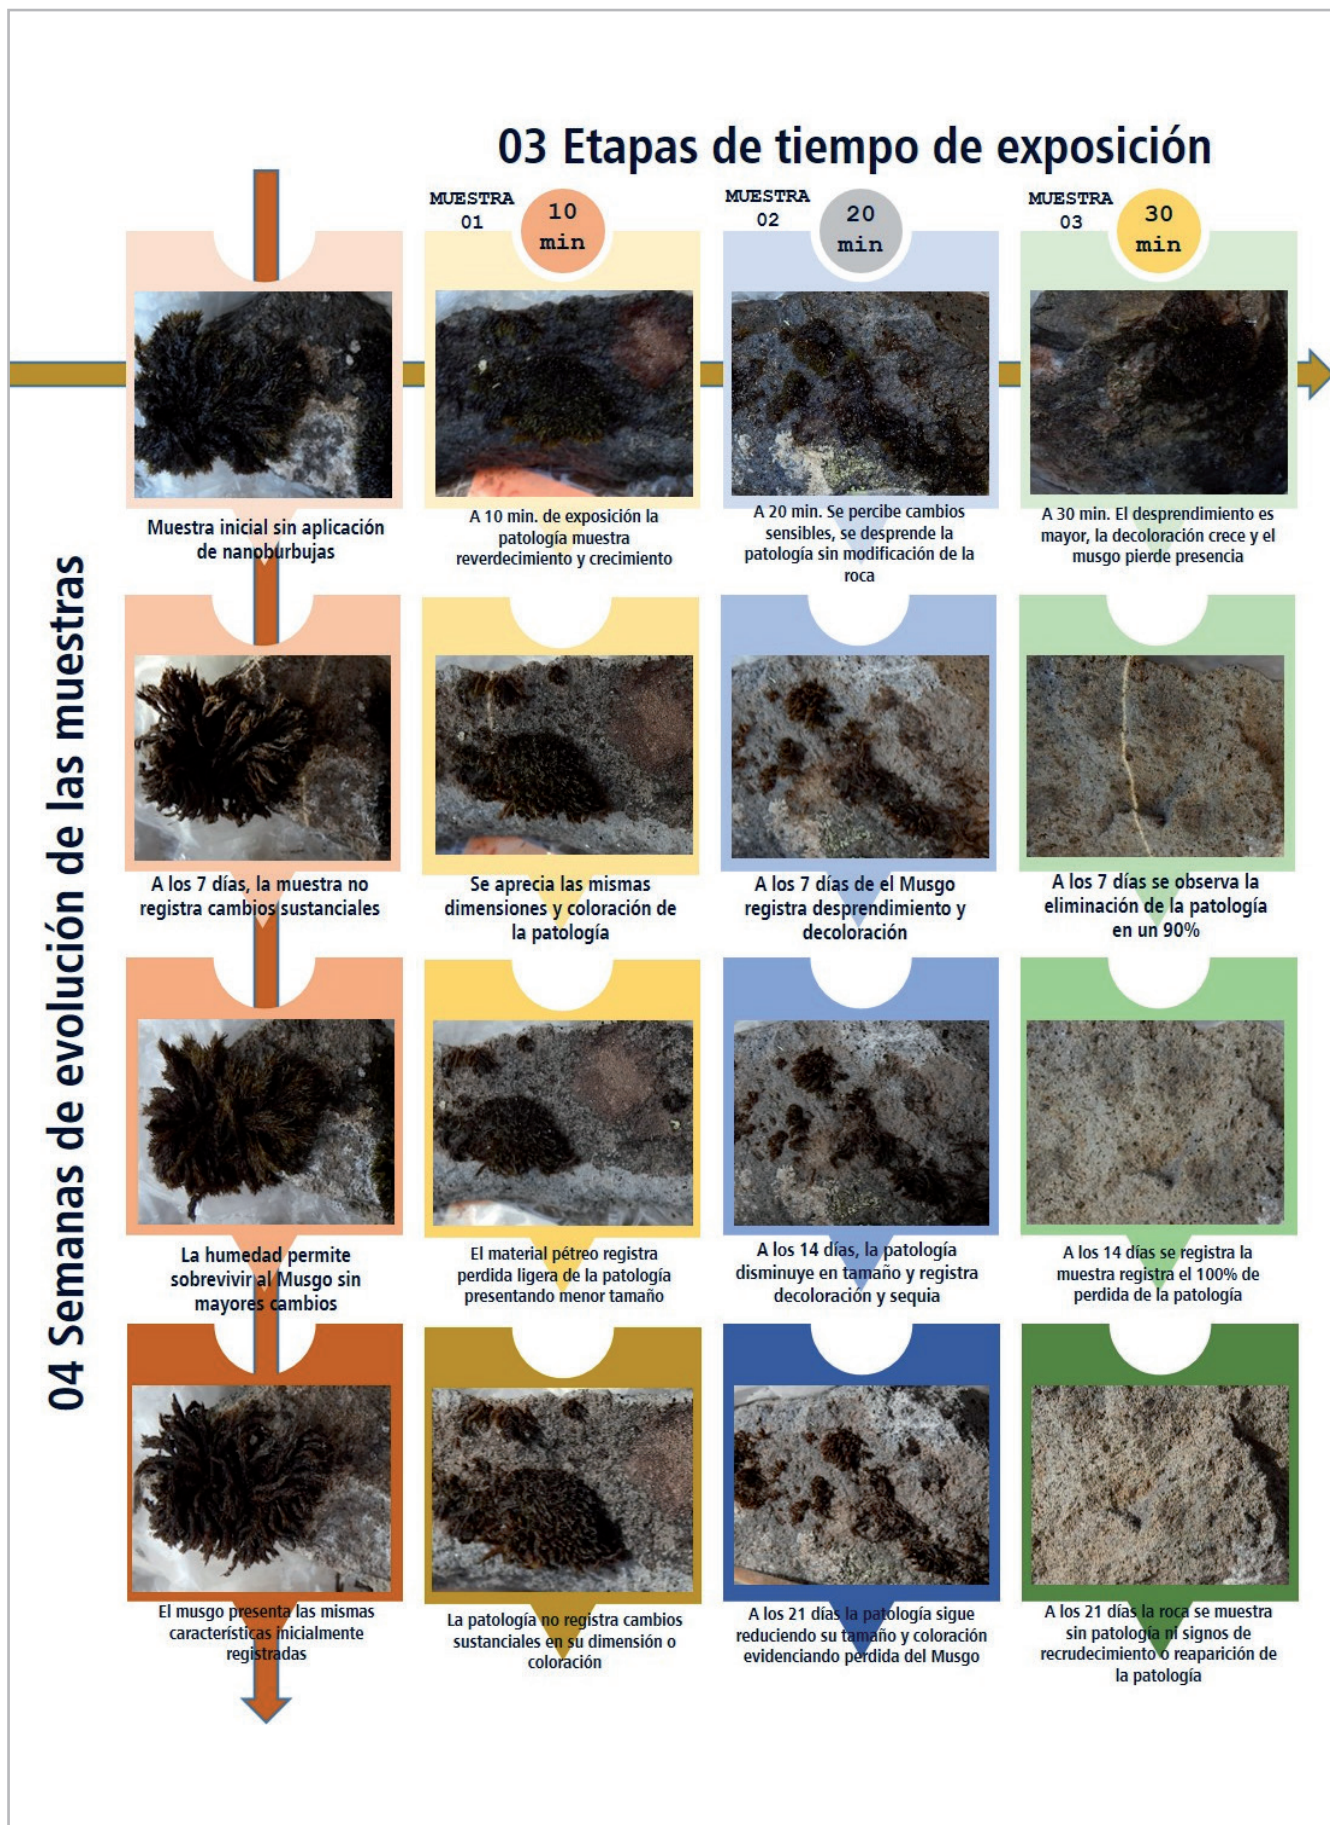 03 Etapas de tiempo de exposición
MUESTRA
01
10
min
MUESTRA
02
20
min
MUESTRA
03
30
min
04 Semanas de evolución de las muestras
Muestra inicial sin aplicación
de nanoburbujas
A 10 min. de exposición la
patología muestra
reverdecimiento y crecimiento
A 20 min. Se percibe cambios
sensibles, se desprende la
patología sin modificación de la
roca
A 30 min. El desprendimiento es
mayor, la decoloración crece y el
musgo pierde presencia
A los 7 días, la muestra no
registra cambios sustanciales
Se aprecia las mismas
dimensiones y coloración de
la patología
A los 7 días de el Musgo
registra desprendimiento y
decoloración
A los 7 días se observa la
eliminación de la patología
en un 90%
La humedad permite
sobrevivir al Musgo sin
mayores cambios
El material pétreo registra
perdida ligera de la patología
presentando menor tamaño
A los 14 días, la patología
disminuye en tamaño y registra
decoloración y sequia
A los 14 días se registra la
muestra registra el 100% de
perdida de la patología
El musgo presenta las mismas
características inicialmente
registradas
La patología no registra cambios
sustanciales en su dimensión o
coloración
A los 21 días la patología sigue
reduciendo su tamaño y coloración
evidenciando perdida del Musgo
A los 21 días la roca se muestra
sin patología ni signos de
recrudecimiento o reaparición de
la patología